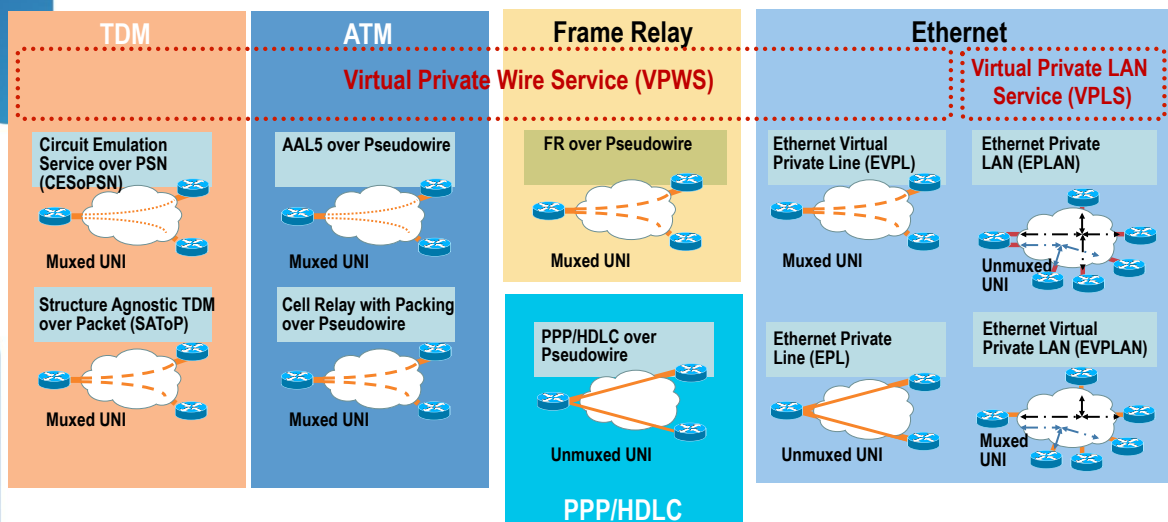 TDM
ATM
Frame Relay
Ethernet
Virtual Private Wire Service (VPWS)
Virtual Private LAN
Service (VPLS)
Circuit Emulation
Service over PSN
(CESoPSN)
Muxed UNI
Structure Agnostic TDM
over Packet (SAToP)
Muxed UNI
AAL5 over Pseudowire
Muxed UNI
Cell Relay with Packing
over Pseudowire
Muxed UNI
FR over Pseudowire
Muxed UNI
PPP/HDLC over
Pseudowire
Unmuxed UNI
PPP/HDLC
Ethernet Virtual
Private Line (EVPL)
Muxed UNI
Ethernet Private
Line (EPL)
Unmuxed UNI
Ethernet Private
LAN (EPLAN)
Unmuxed
UNI
Ethernet Virtual
Private LAN (EVPLAN)
Muxed
UNI